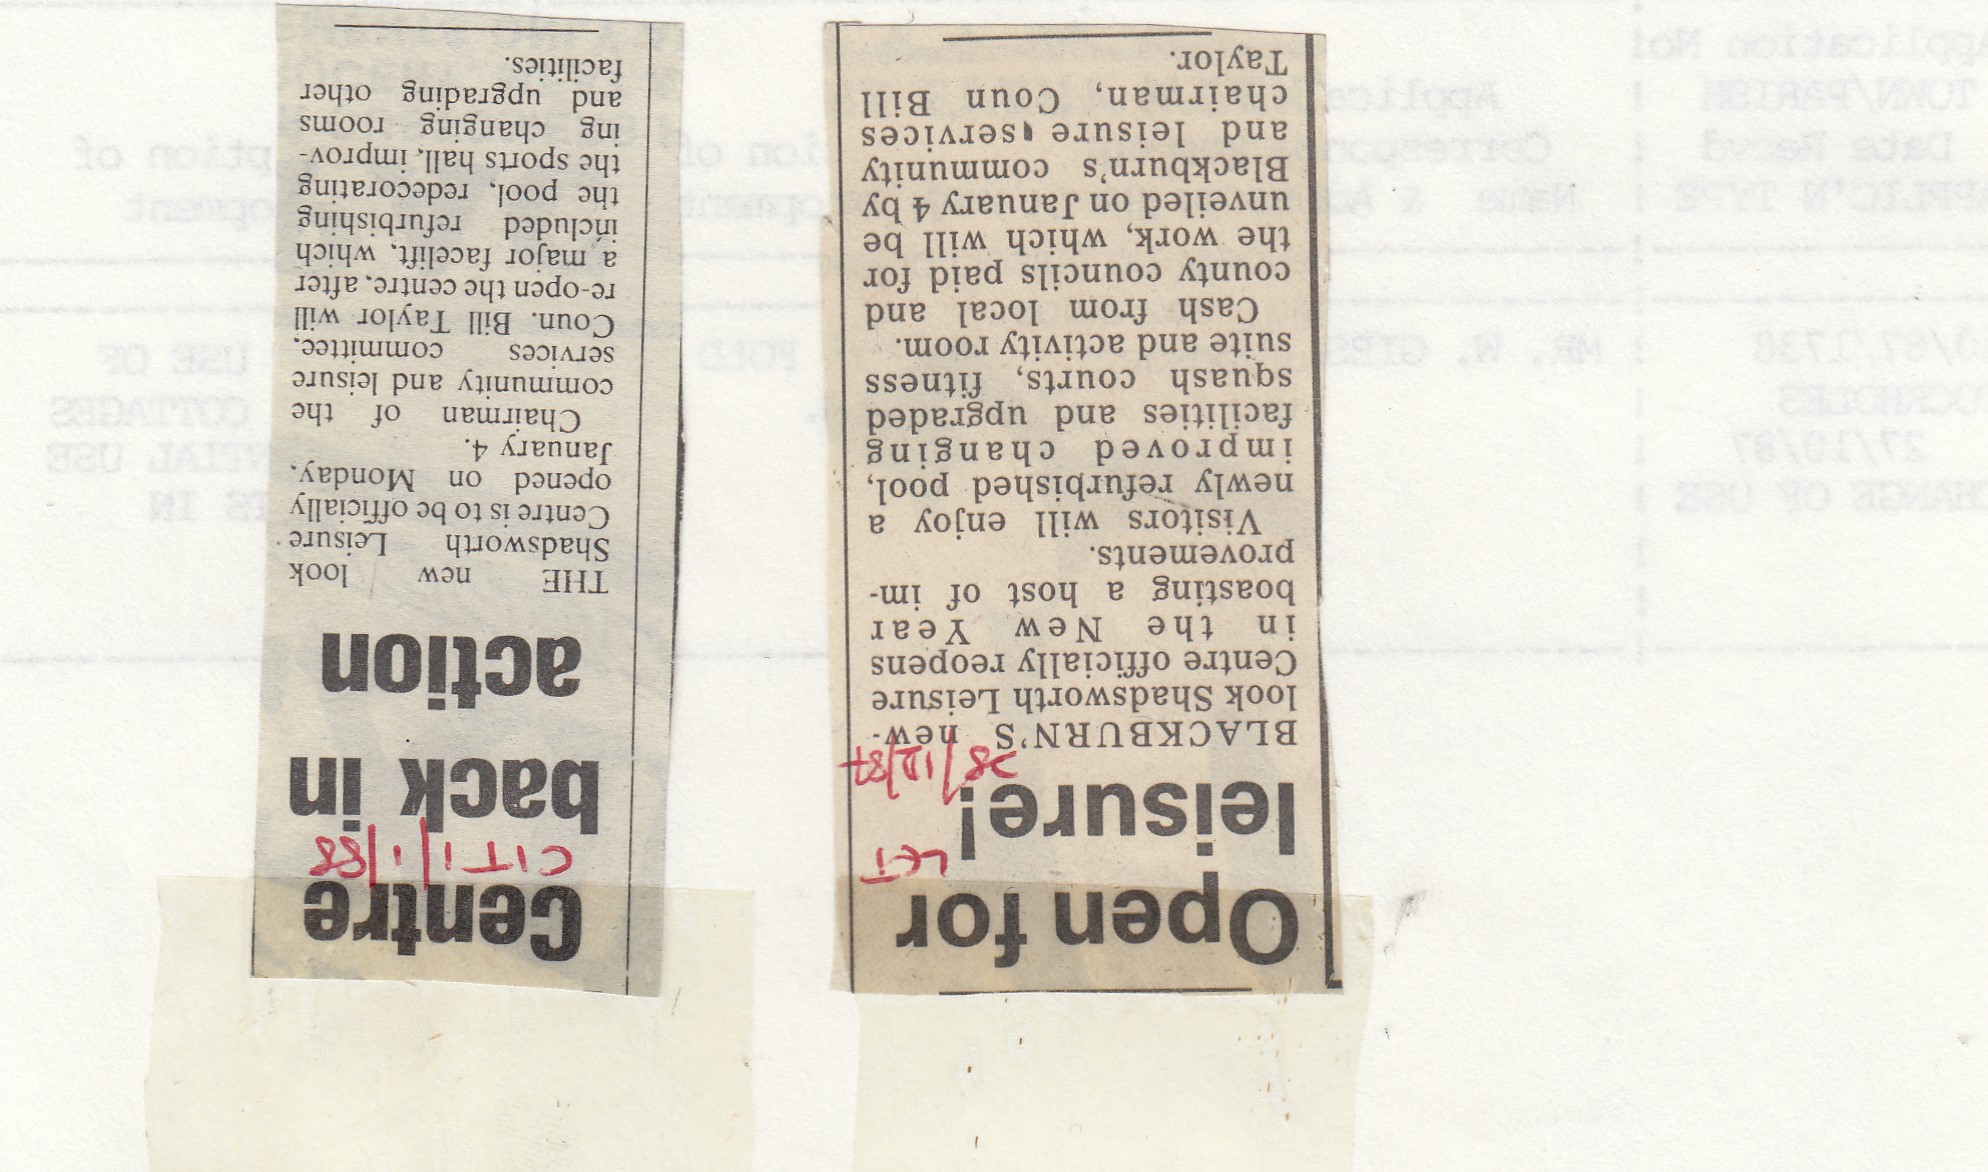 Open for
LET
leisure!
28/12/87
BLACKBURN'S new-
look Shadsworth Leisure
Centre officially reopens
in the New Year
boasting a host of im-
provements.
Visitors will enjoy a
newly refurbished pool,
improved changing
facilities and upgraded
squash courts, fitness
suite and activity room.
Cash from local and
county councils paid for
the work, which will be
unveiled on January 4 by
Blackburn's community
and leisure services
chairman, Coun Bill
Taylor.
Centre
CIT 1/1/88
back in
action
THE new look
Shadsworth Leisure
Centre is to be officially
opened on Monday,
January 4.
Chairman of the
community and leisure
services committee,
Coun. Bill Taylor will
re-open the centre, after
a major facelift, which
included refurbishing
the pool, redecorating
the sports hall, improv-
ing changing rooms
and upgrading other
facilities.